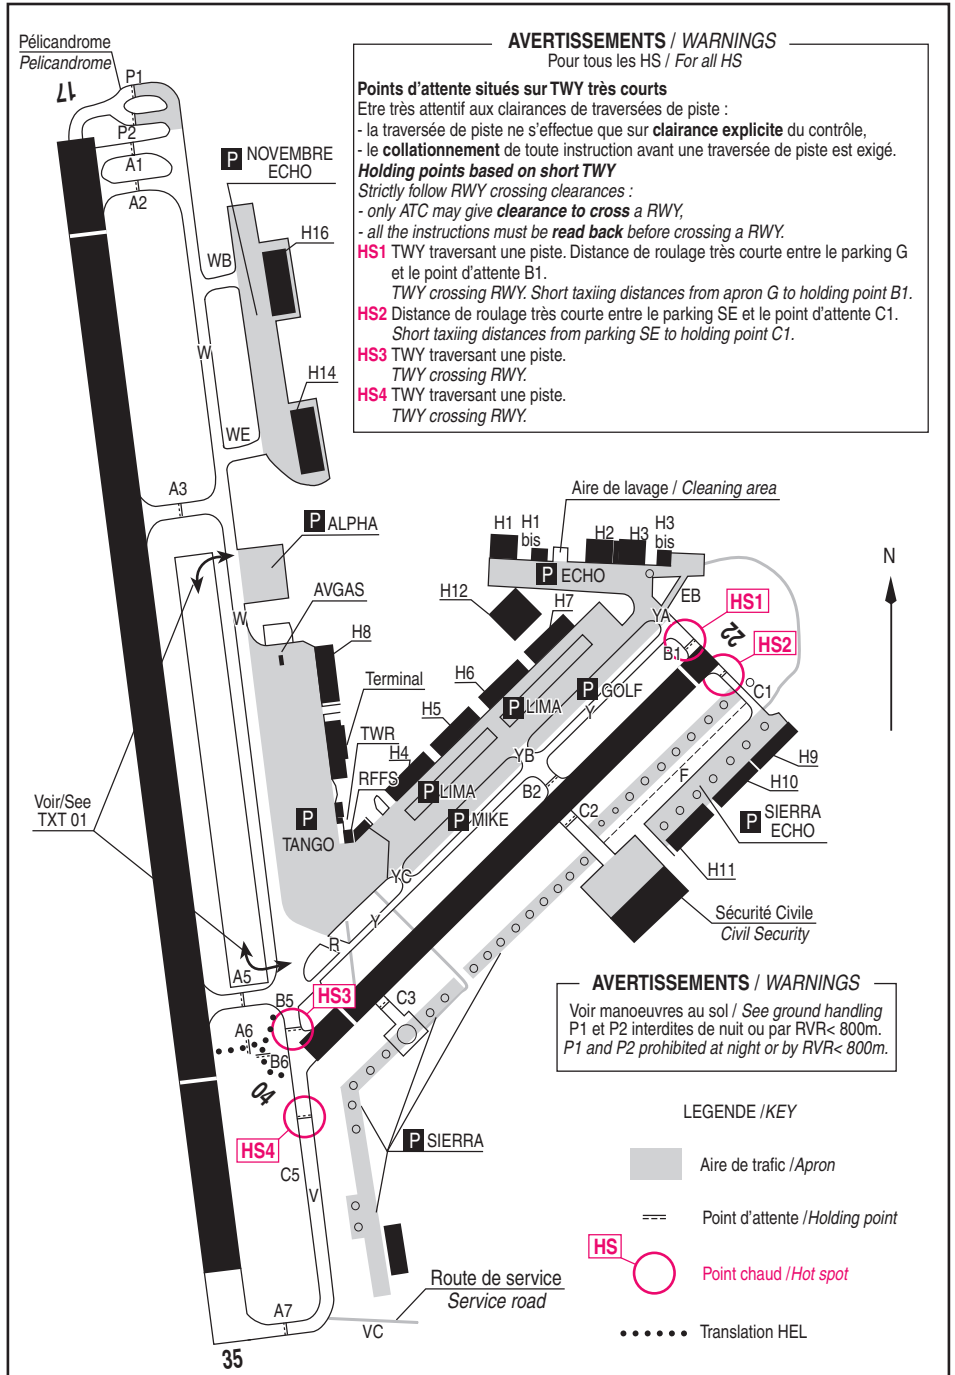 Pélicandrome
Pelicandrome
17
P1
P2
A1
A2
AVERTISSEMENTS / WARNINGS
Pour tous les HS / For all HS
Points d'attente situés sur TWY très courts
Etre très attentif aux clairances de traversées de piste :
- la traversée de piste ne s'effectue que sur clairance explicite du contrôle,
- le collationnement de toute instruction avant une traversée de piste est exigé.
Holding points based on short TWY
Strictly follow RWY crossing clearances :
- only ATC may give clearance to cross a RWY,
- all the instructions must be read back before crossing a RWY.
HS1 TWY traversant une piste. Distance de roulage très courte entre le parking G
et le point d'attente B1.
TWY crossing RWY. Short taxiing distances from apron G to holding point B1.
HS2 Distance de roulage très courte entre le parking SE et le point d'attente C1.
Short taxiing distances from parking SE to holding point C1.
HS3 TWY traversant une piste.
TWY crossing RWY.
HS4 TWY traversant une piste.
TWY crossing RWY.
P NOVEMBRE
ECHO
H16
WB
W
H14
WE
A3
P ALPHA
W
AVGAS
H8
Terminal
TWR
RFFS
P
TANGO
Voir/See
TXT 01
Aire de lavage / Cleaning area
H1
H1
bis
H2
H3
H3
bis
P ECHO
N
H12
H7
EB
YA
HS1
22
HS2
B1
C1
H6
P GOLF
P LIMA
Y
H5
H4
YB
P LIMA
B2
P MIKE
C2
F
H9
H10
P SIERRA
ECHO
H11
YC
Y
R
Sécurité Civile
Civil Security
A5
B5
HS3
C3
A6
B6
04
HS4
C5
V
P SIERRA
AVERTISSEMENTS / WARNINGS
Voir manoeuvres au sol / See ground handling
P1 et P2 interdites de nuit ou par RVR< 800m.
P1 and P2 prohibited at night or by RVR< 800m.
LEGENDE /KEY
Aire de trafic /Apron
Point d'attente /Holding point
HS
Point chaud /Hot spot
Translation HEL
Route de service
Service road
VC
A7
35